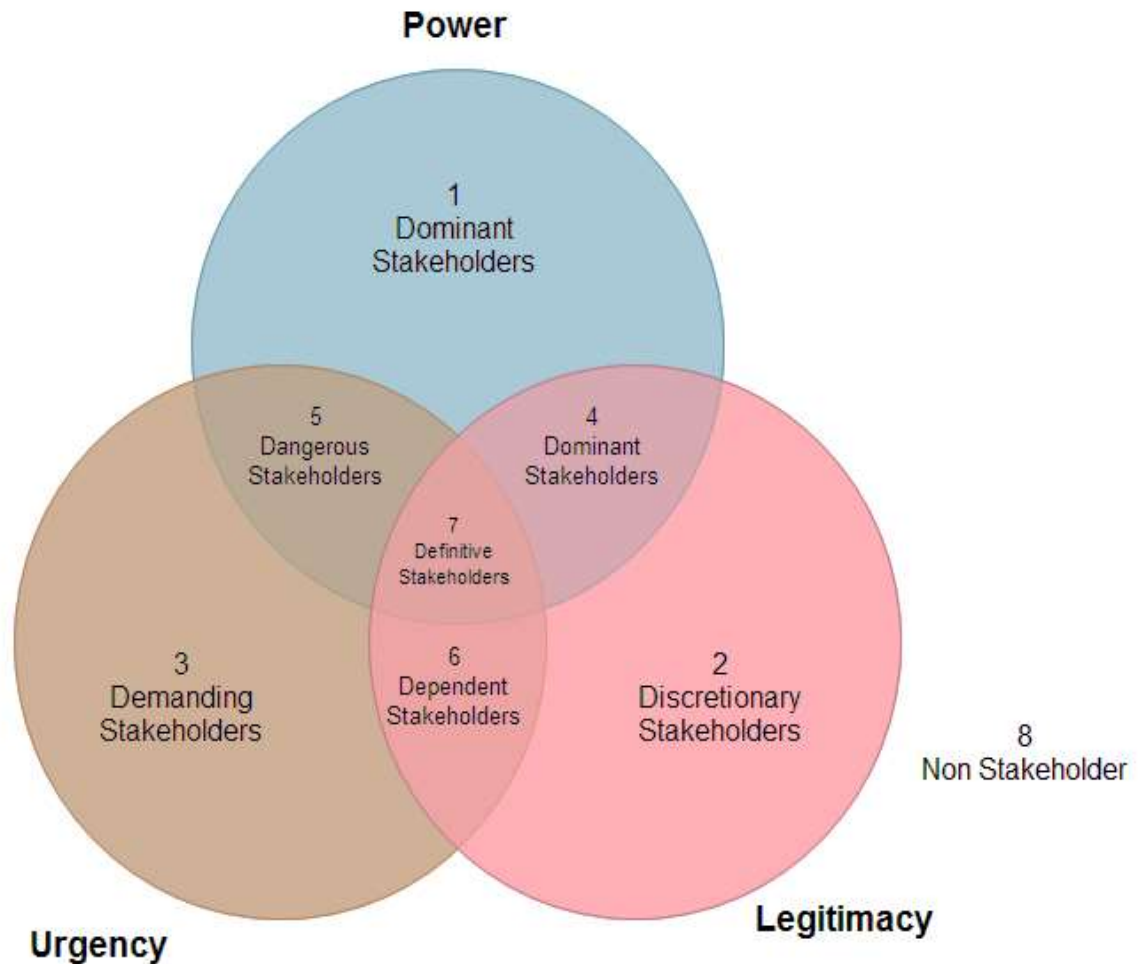 Power
1
Dominant
Stakeholders
5
Dangerous
Stakeholders
4
Dominant
Stakeholders
7
Definitive
Stakeholders
3
Demanding
Stakeholders
6
Dependent
Stakeholders
2
Discretionary
Stakeholders
8
Non Stakeholder
Legitimacy
Urgency